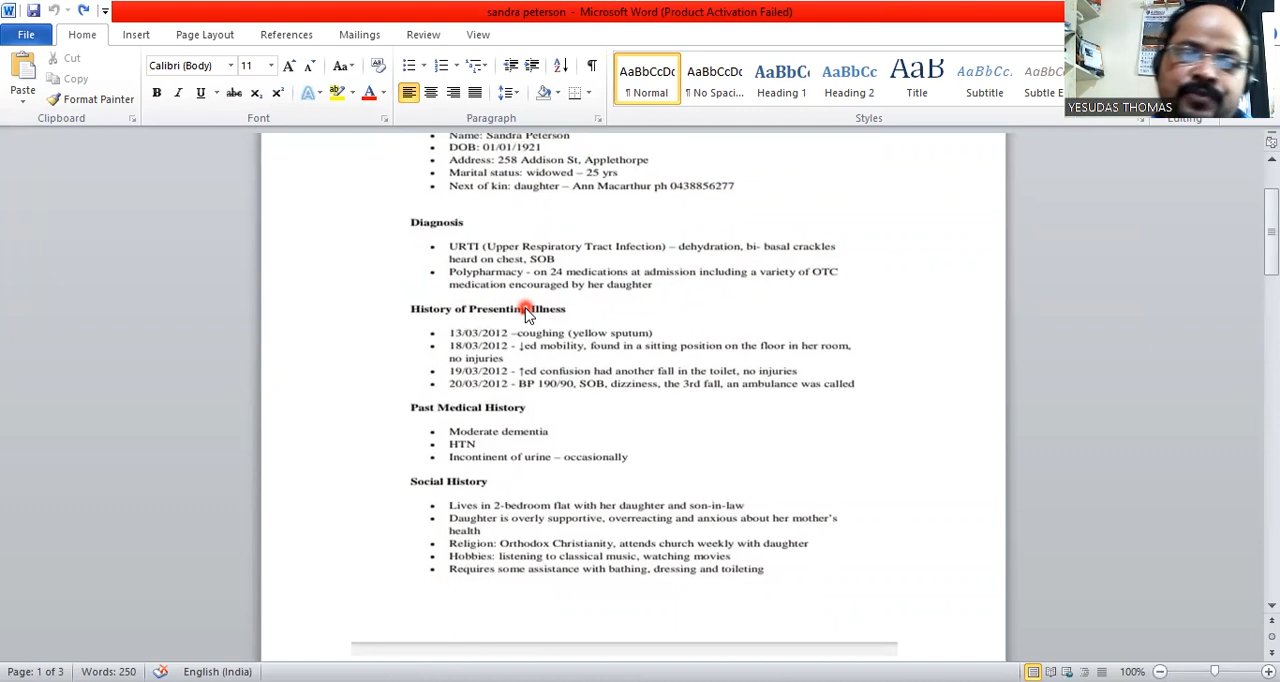 sandra peterson - Microsoft Word (Product Activation Failed)
File Home Insert Page Layout References Mailings Review View
Cut
Copy
Format Painter
Paste
Clipboard
Calibri (Body) 11
Font
Paragraph
AaBbCcDc AaBbCcDc AaBbC AaBbCc AaB AaBbCc. AaBbCc
¶ Normal ¶ No Spaci... Heading 1 Heading 2 Title Subtitle Subtle E
Styles
YESUDAS THOMAS
Editing
• Name: Sandra Peterson
• DOB: 01/01/1921
• Address: 258 Addison St, Applethorpe
• Marital status: widowed – 25 yrs
• Next of kin: daughter – Ann Macarthur ph 0438856277
Diagnosis
• URTI (Upper Respiratory Tract Infection) – dehydration, bi- basal crackles
heard on chest, SOB
• Polypharmacy - on 24 medications at admission including a variety of OTC
medication encouraged by her daughter
History of Presenting Illness
• 13/03/2012 –coughing (yellow sputum)
• 18/03/2012 - ↓ed mobility, found in a sitting position on the floor in her room,
no injuries
• 19/03/2012 - ↑ed confusion had another fall in the toilet, no injuries
• 20/03/2012 - BP 190/90, SOB, dizziness, the 3rd fall, an ambulance was called
Past Medical History
• Moderate dementia
• HTN
• Incontinent of urine – occasionally
Social History
• Lives in 2-bedroom flat with her daughter and son-in-law
• Daughter is overly supportive, overreacting and anxious about her mother's
health
• Religion: Orthodox Christianity, attends church weekly with daughter
• Hobbies: listening to classical music, watching movies
• Requires some assistance with bathing, dressing and toileting
Page: 1 of 3 Words: 250 English (India) 100%